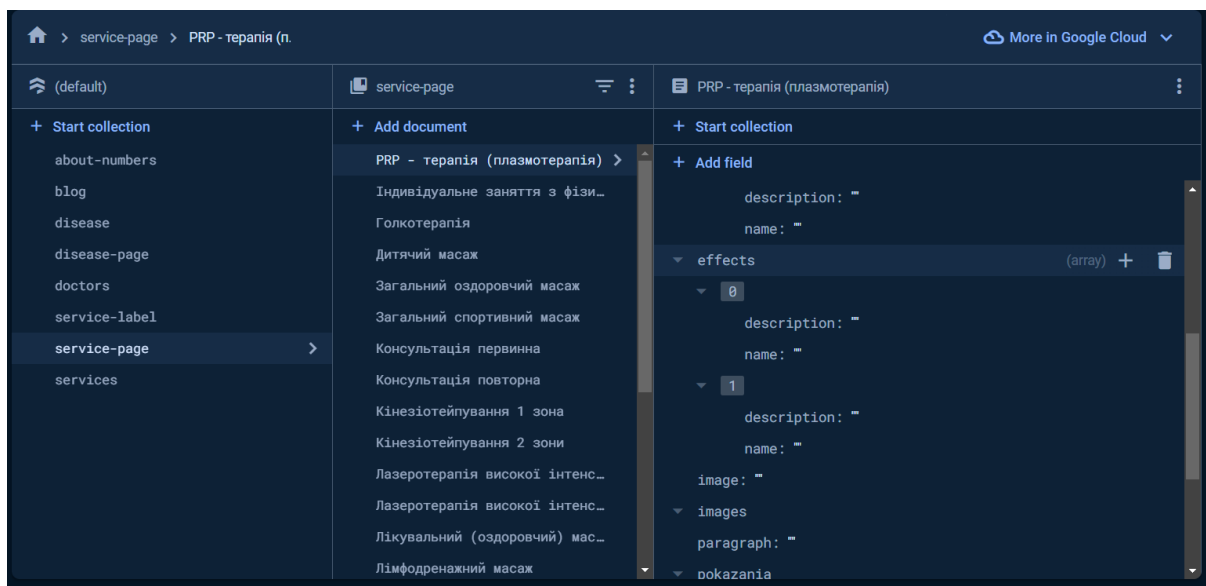 service-page
PRP - терапія (п.
More in Google Cloud
(default)
service-page
PRP - терапія (плазмотерапія)
+ Start collection
+ Add document
+ Start collection
about-numbers
blog
disease
disease-page
doctors
service-label
service-page
services
PRP - терапія (плазмотерапія)
Індивідуальне заняття з фізи…
Голкотерапія
Дитячий масаж
Загальний оздоровчий масаж
Загальний спортивний масаж
Консультація первинна
Консультація повторна
Кінезіотейпування 1 зона
Кінезіотейпування 2 зони
Лазеротерапія високої інтенс…
Лазеротерапія високої інтенс…
Лікувальний (оздоровчий) мас…
Лімфодренажний масаж
+ Add field
description: ""
name: ""
effects (array)
0
description: ""
name: ""
1
description: ""
name: ""
image: ""
images
paragraph: ""
pokazania